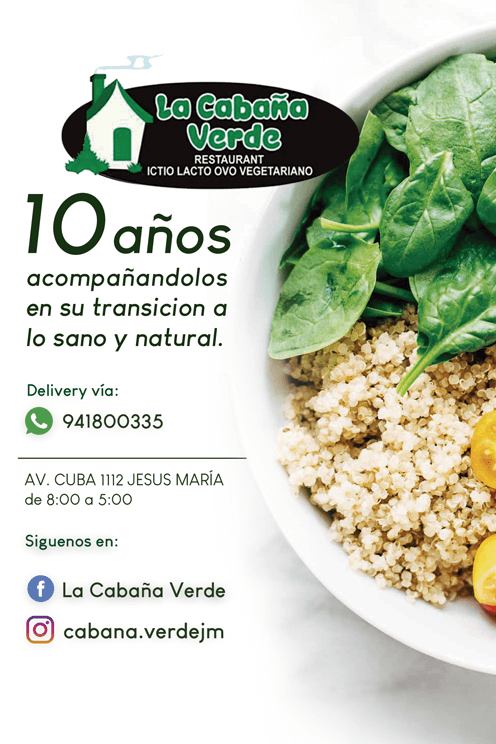 La Cabaña
Verde
RESTAURANT
ICTIO LACTO OVO VEGETARIANO
10 años
acompañandolos
en su transicion a
lo sano y natural.
Delivery vía:
941800335
AV. CUBA 1112 JESUS MARÍA
de 8:00 a 5:00
Siguenos en:
La Cabaña Verde
cabana.verdejm